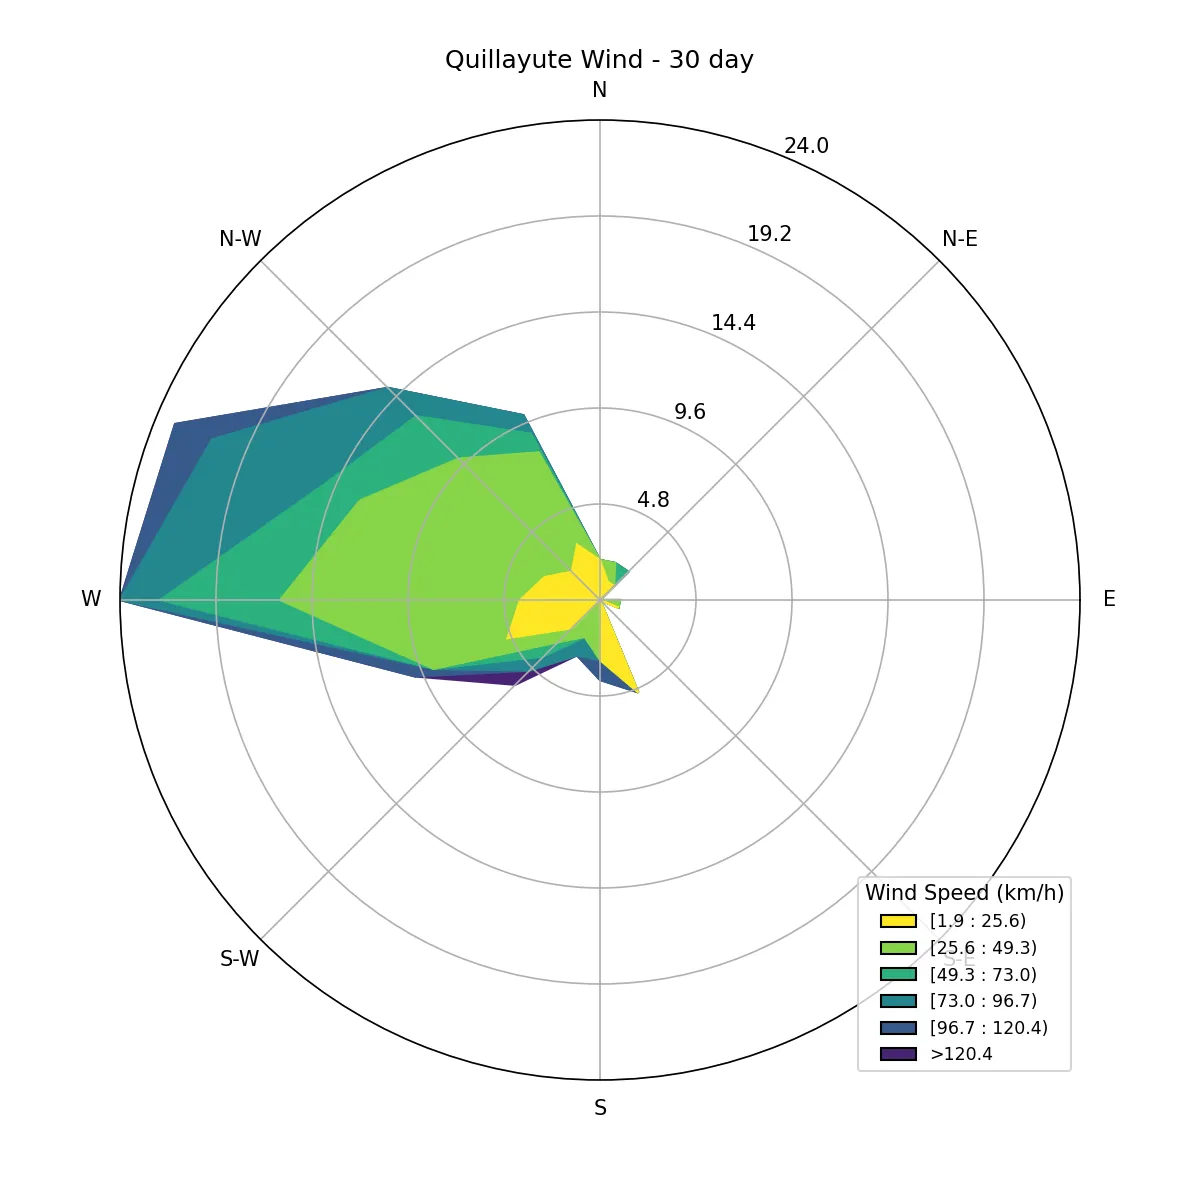 Quillayute Wind - 30 day
N
24.0
N-W
19.2
N-E
14.4
9.6
4.8
W
E
Wind Speed (km/h)
[1.9 : 25.6)
[25.6 : 49.3)
S-W
S-E
[49.3 : 73.0)
[73.0 : 96.7)
[96.7 : 120.4)
>120.4
S